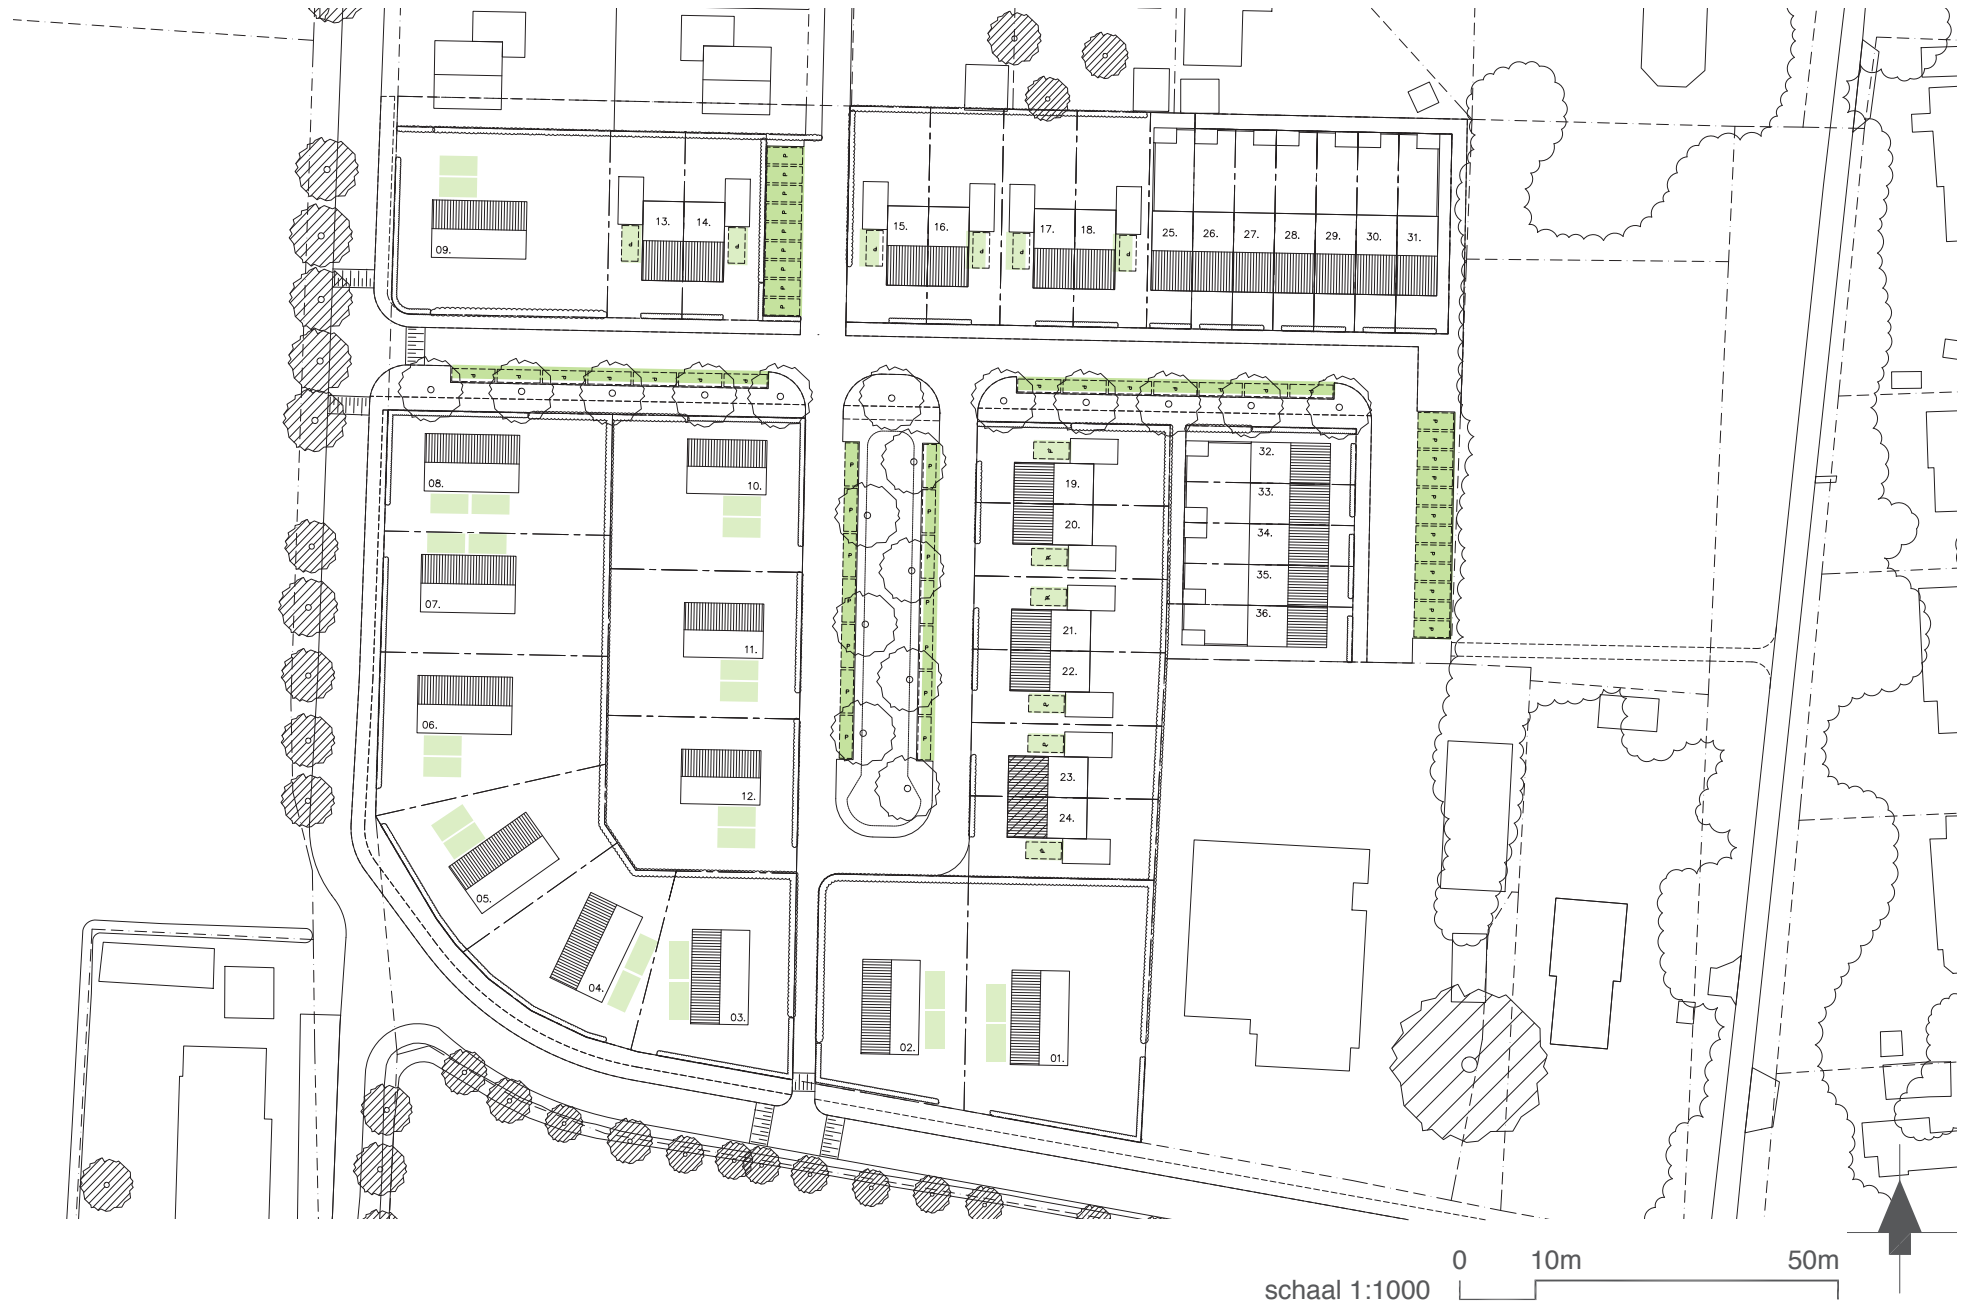 09.
13. 14.
15. 16. 17. 18. 25. 26. 27. 28. 29. 30. 31.
P P P P P P P P P
P P P P P P P P P P P P P P
08. 10. 19. 32.
20. 33.
07. 34.
11. 21. 35.
22. 36.
06.
12. 23.
24.
05.
04. 03. 02. 01.
0 10m 50m
schaal 1:1000